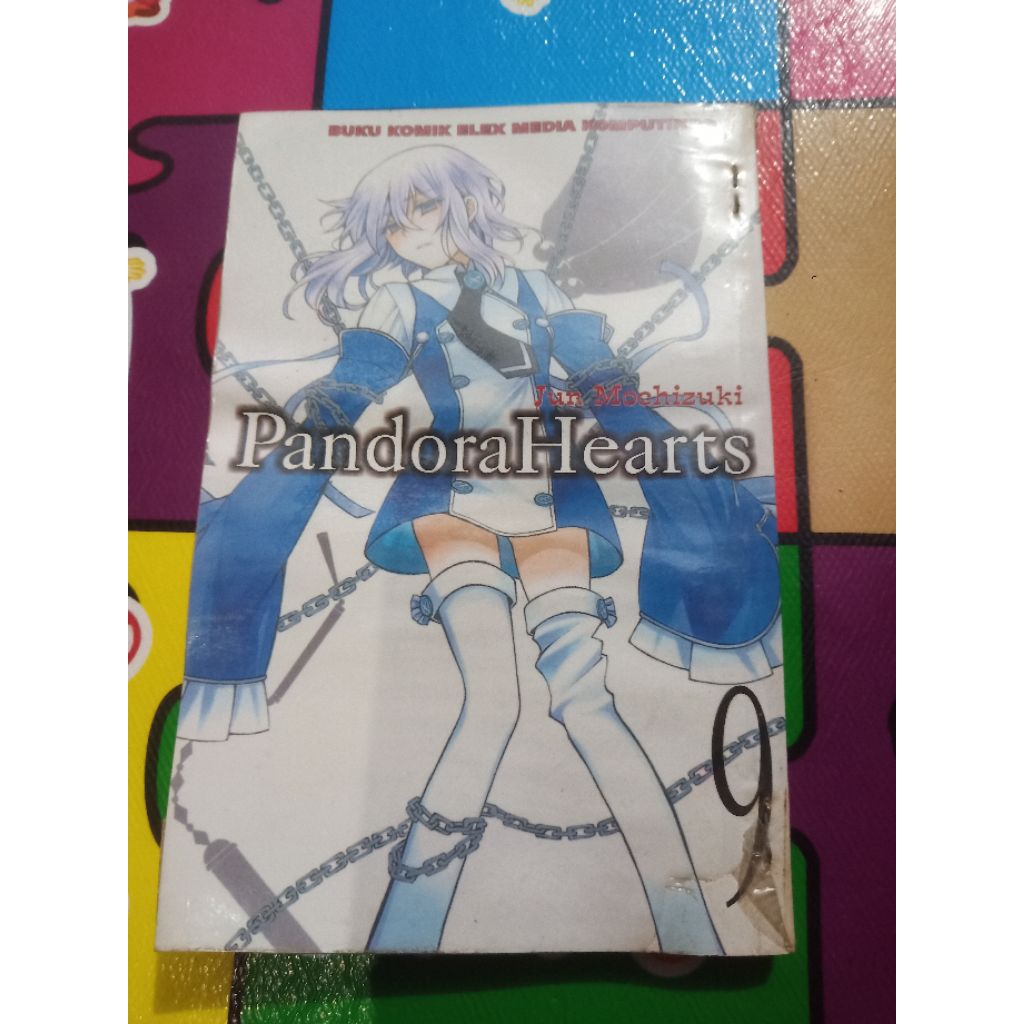 BUKU KOMIK ELEX MEDIA KOMPUTINDO
Jun Mochizuki
PandoraHearts
9